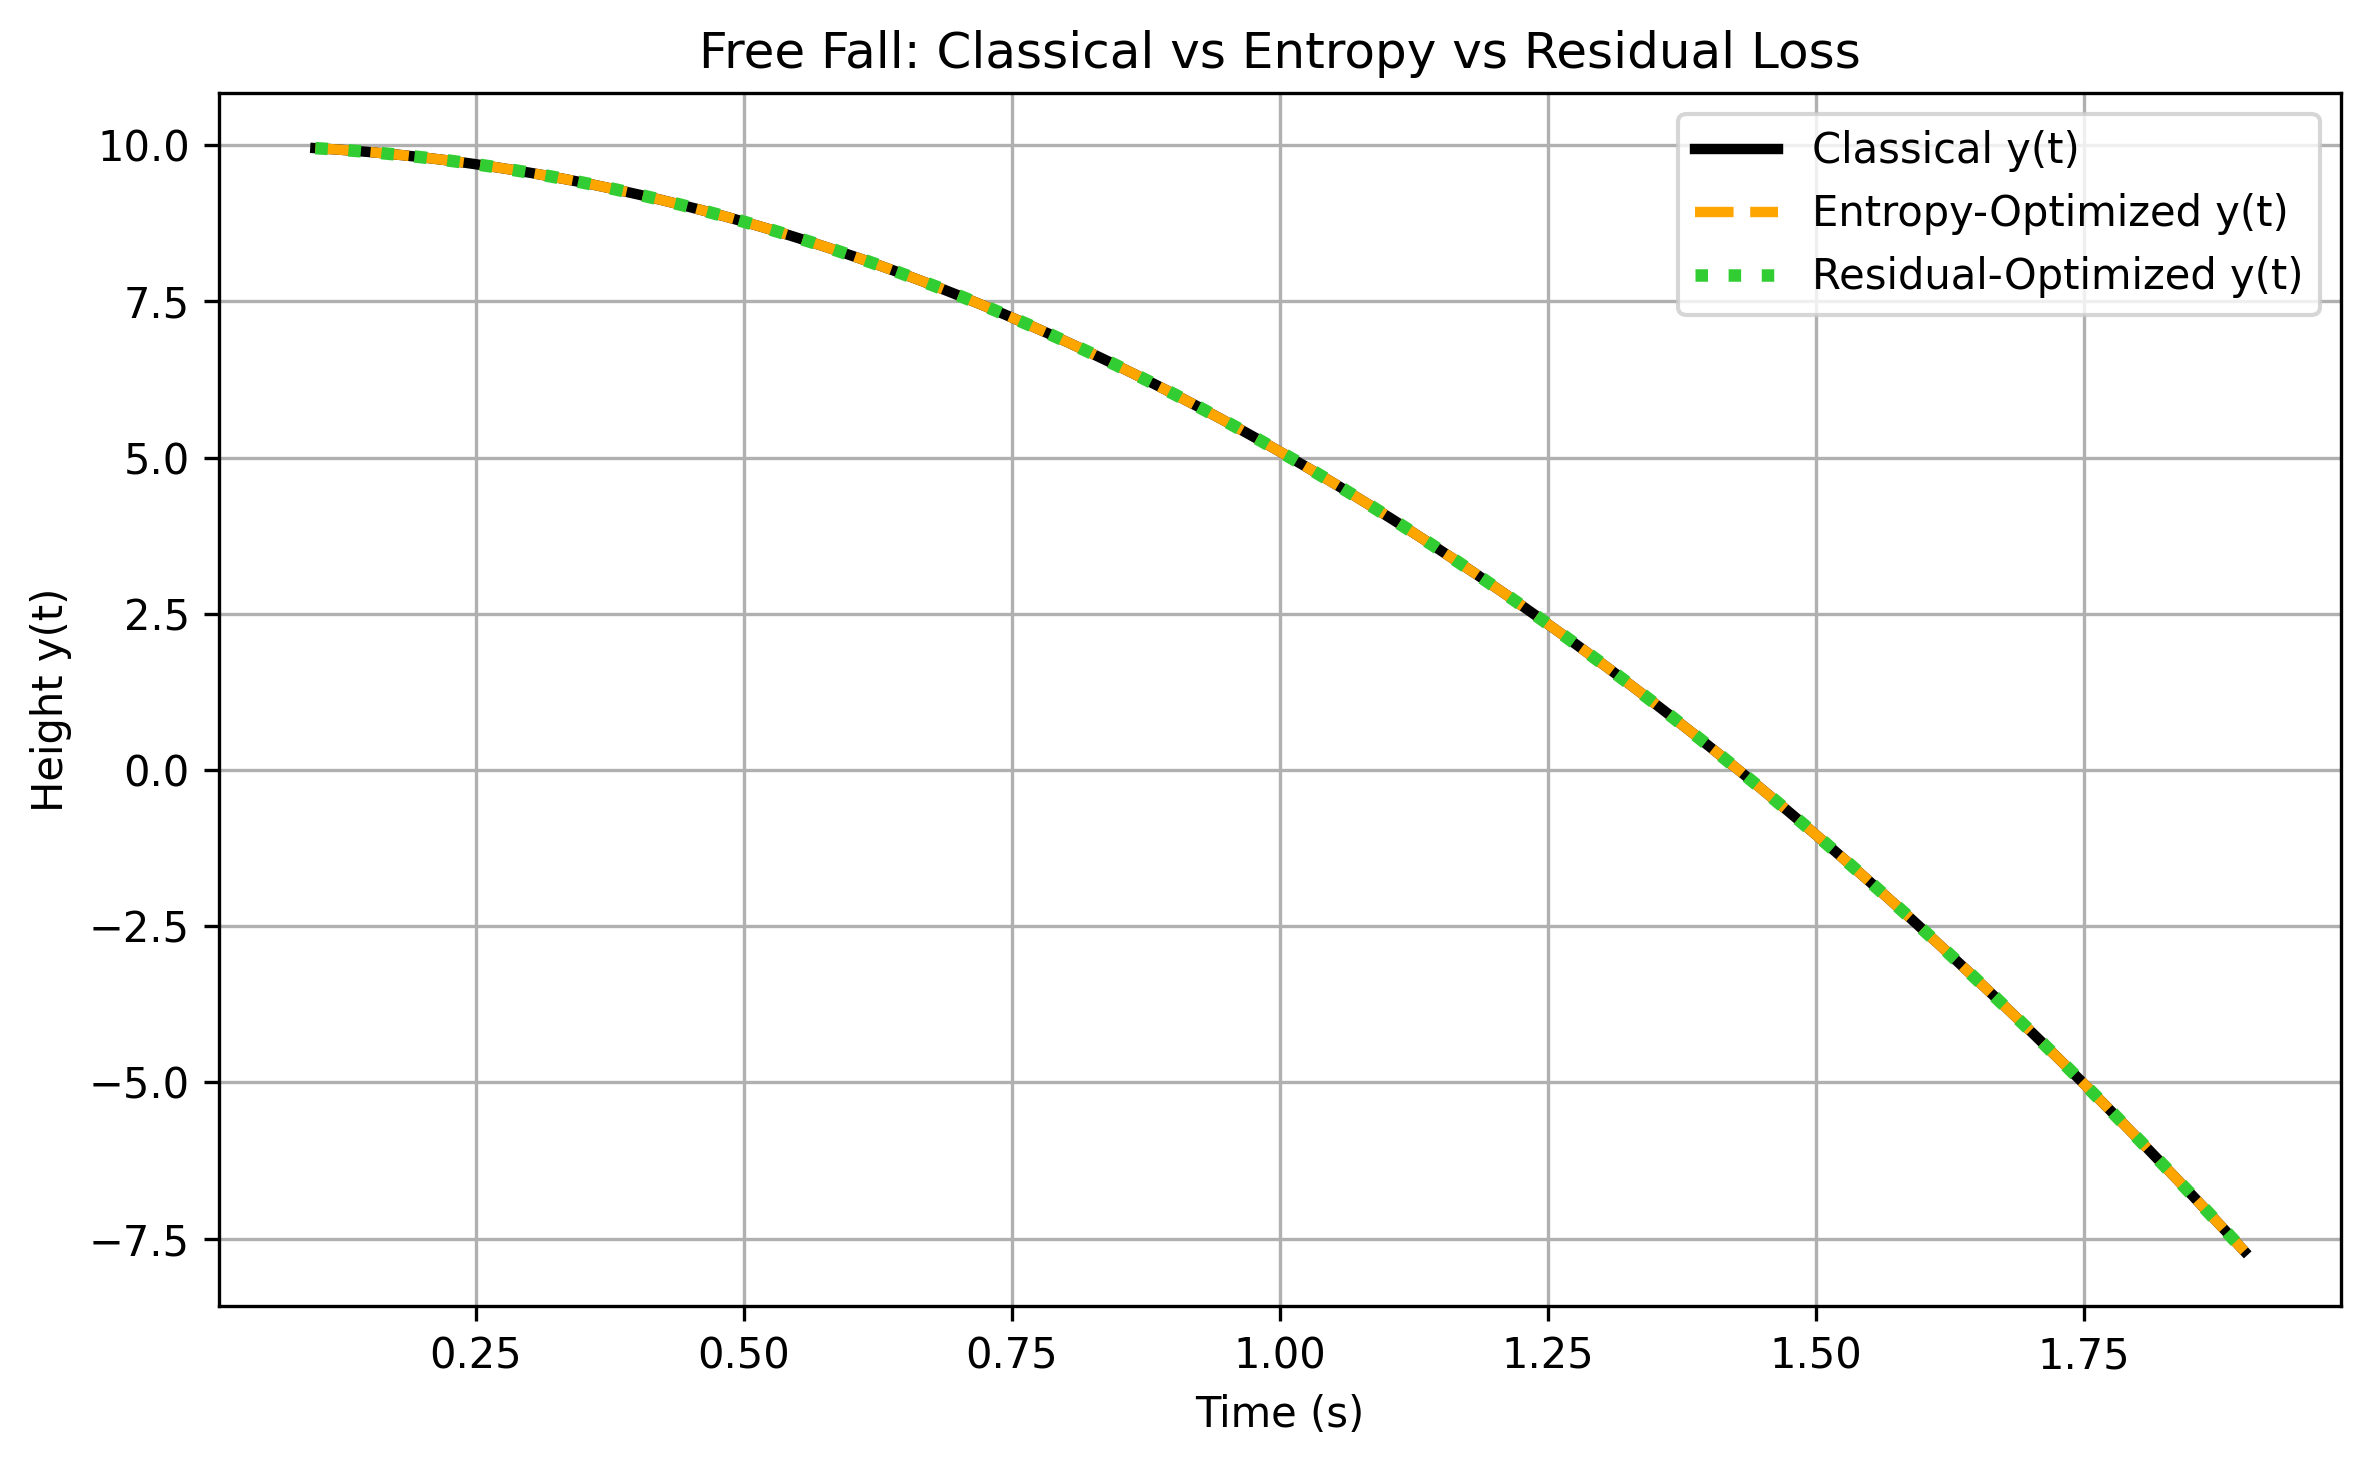 Free Fall: Classical vs Entropy vs Residual Loss
Classical y(t)
Entropy-Optimized y(t)
Residual-Optimized y(t)
Height y(t)
10.0
7.5
5.0
2.5
0.0
−2.5
−5.0
−7.5
0.25 0.50 0.75 1.00 1.25 1.50 1.75
Time (s)